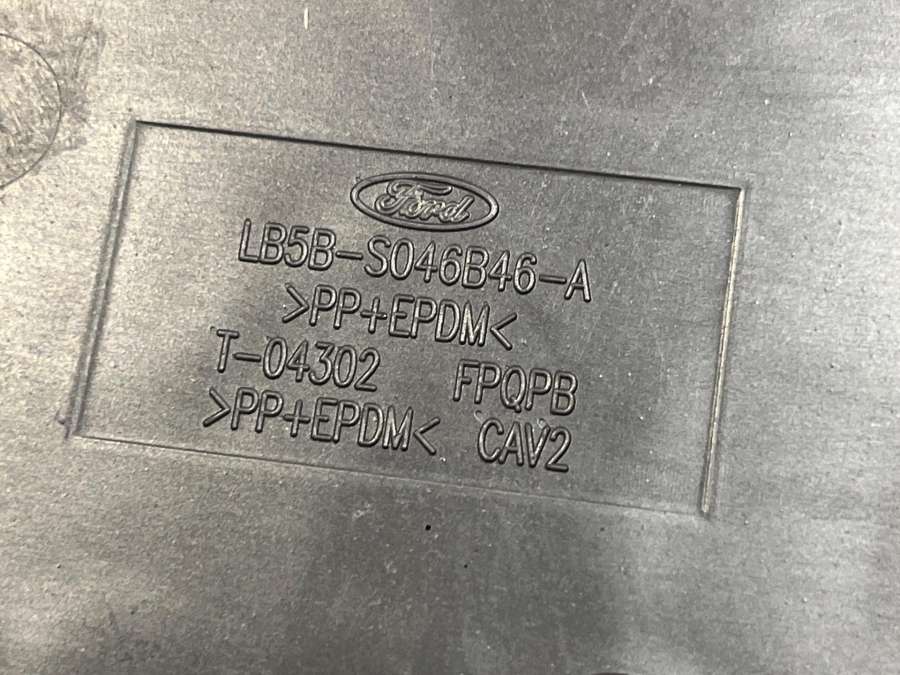 Ford
LB5B-S046B46-A
>PP+EPDM<
T-04302 FPQPB
>PP+EPDM< CAV2